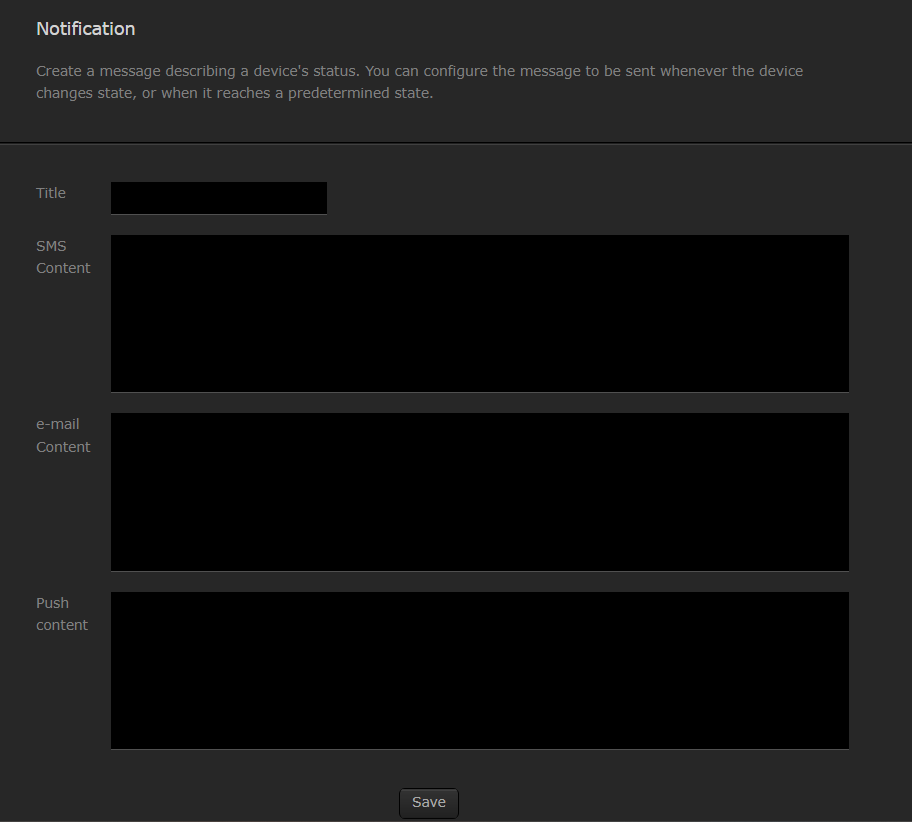 Notification
Create a message describing a device's status. You can configure the message to be sent whenever the device
changes state, or when it reaches a predetermined state.
Title
SMS
Content
e-mail
Content
Push
content
Save